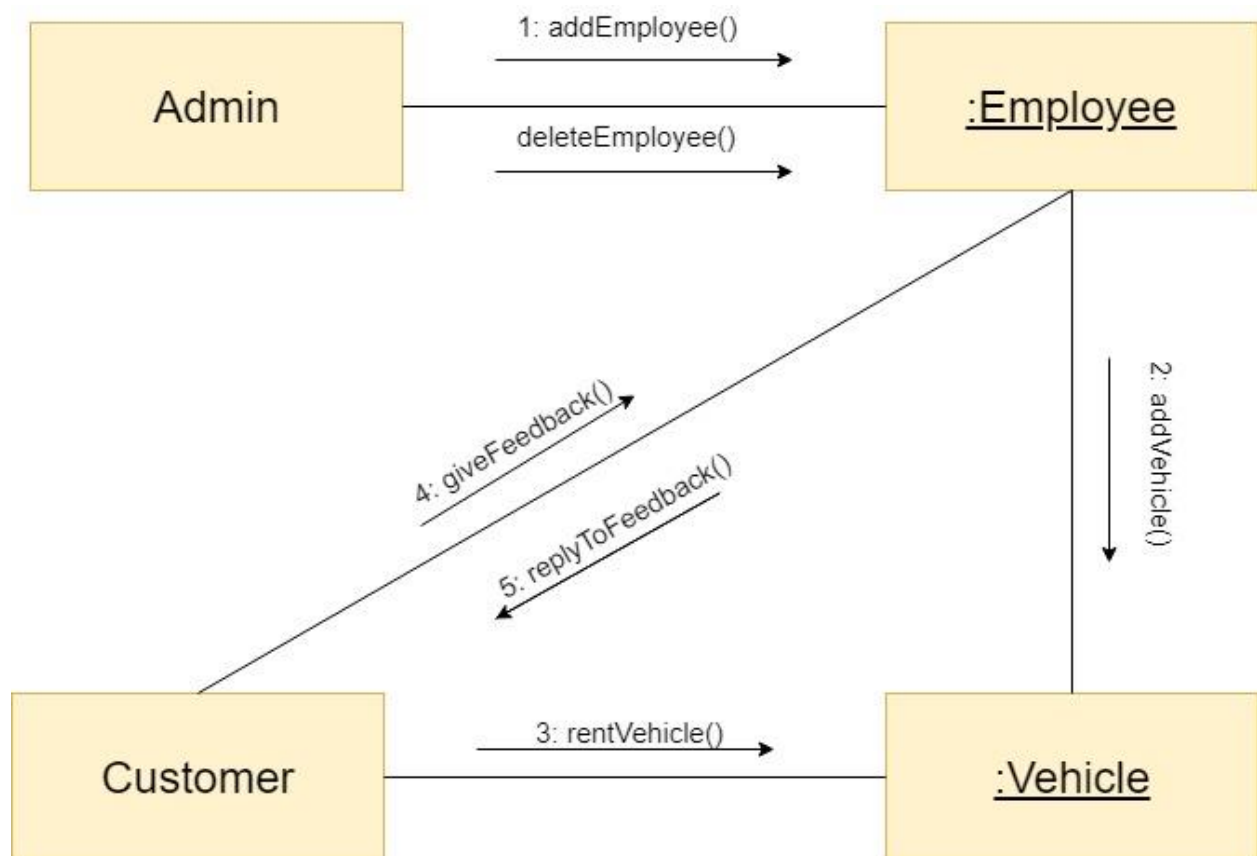 1: addEmployee()
Admin
:Employee
deleteEmployee()
2: addVehicle()
4: giveFeedback()
5: replyToFeedback()
3: rentVehicle()
Customer
:Vehicle